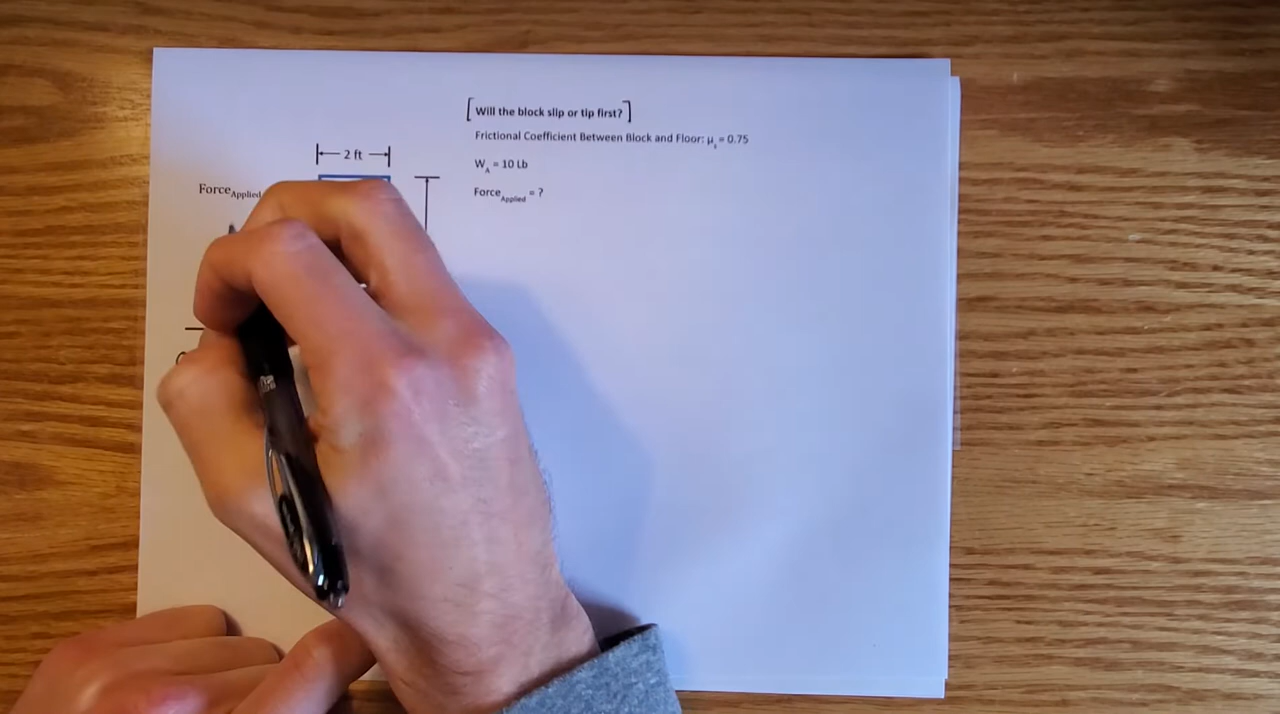 [Will the block slip or tip first?]
Frictional Coefficient Between Block and Floor: μs = 0.75
2 ft
WA = 10 Lb
ForceApplied
ForceApplied = ?